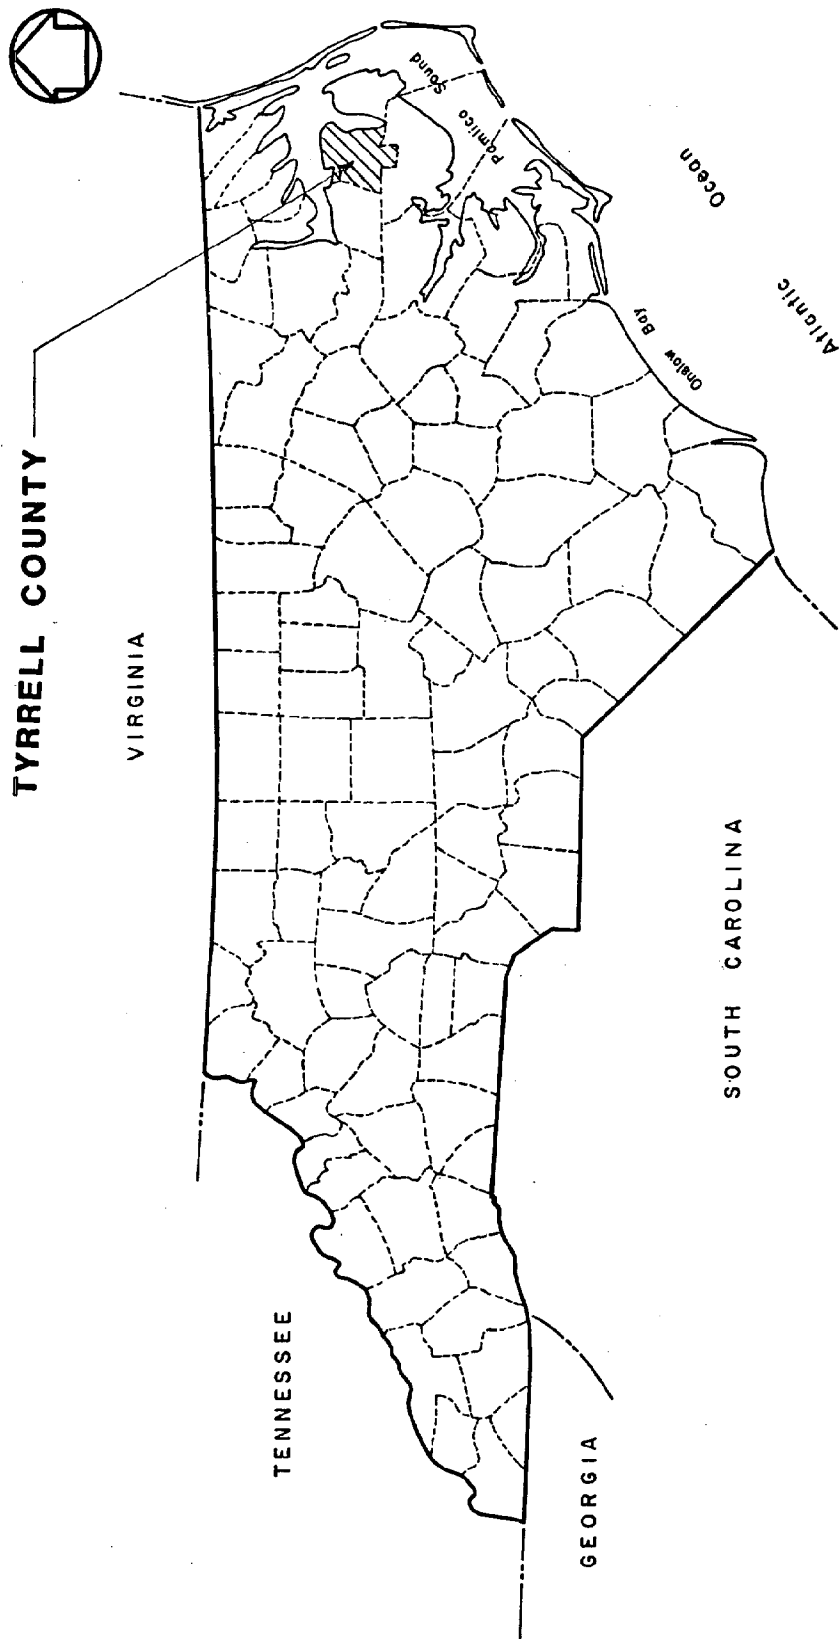 TYRRELL COUNTY
VIRGINIA
TENNESSEE
GEORGIA
SOUTH CAROLINA
Pamlico Sound
Onslow Bay
Atlantic Ocean